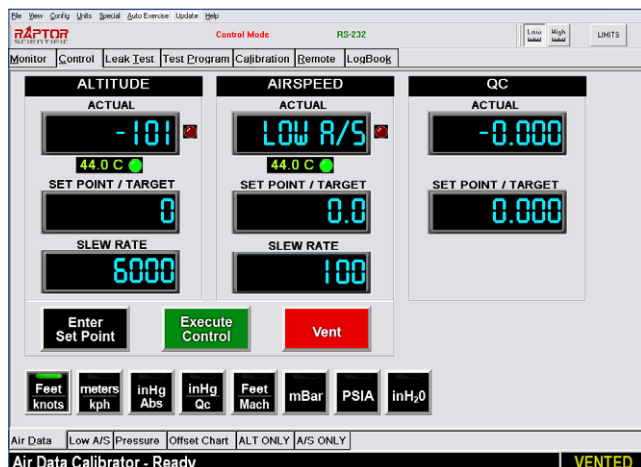 File View Config Units Special Auto Exercise Update Help
RAPTOR
SCIENTIFIC
Control Mode RS-232
Low High LIMITS
Monitor Control Leak Test Test Program Calibration Remote LogBook
ALTITUDE AIRSPEED QC
ACTUAL ACTUAL ACTUAL
-101 LOW A/S -0.000
44.0 C 44.0 C
SET POINT / TARGET SET POINT / TARGET SET POINT / TARGET
0 0.0 0.000
SLEW RATE SLEW RATE
6000 100
Enter Execute Vent
Set Point Control
Feet meters inHg inHg Feet mBar PSIA inH₂0
knots kph Abs Qc Mach
Air Data Low A/S Pressure Offset Chart ALT ONLY A/S ONLY
Air Data Calibrator - Ready VENTED